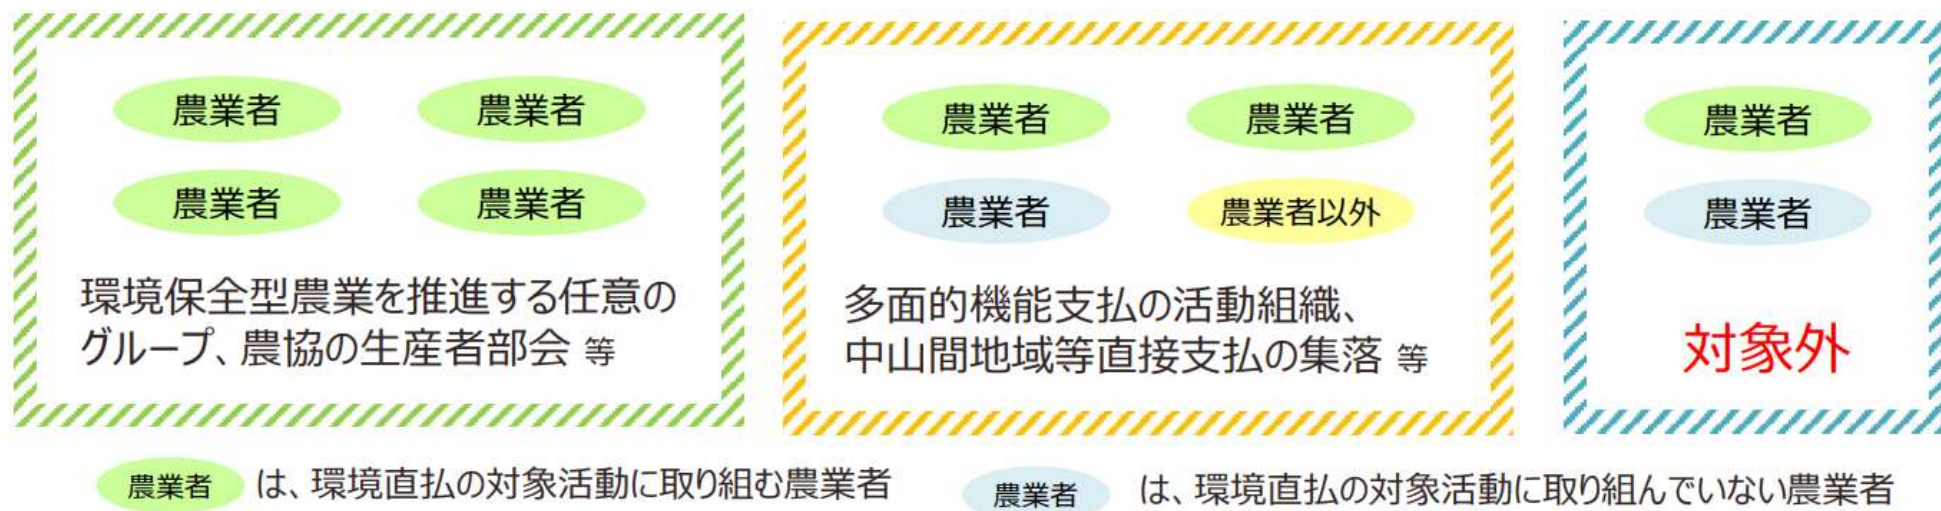 農業者 農業者
農業者 農業者
環境保全型農業を推進する任意の
グループ、農協の生産者部会 等
農業者 農業者
農業者 農業者以外
多面的機能支払の活動組織、
中山間地域等直接支払の集落 等
農業者
農業者
対象外
農業者 は、環境直払の対象活動に取り組む農業者
農業者 は、環境直払の対象活動に取り組んでいない農業者